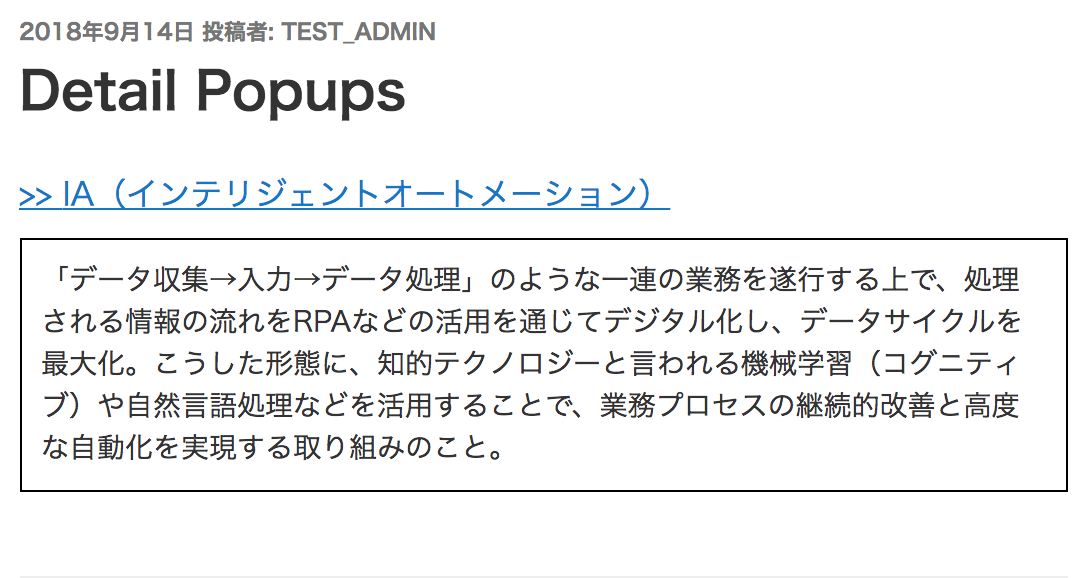 2018年9月14日 投稿者: TEST_ADMIN
Detail Popups
>> IA（インテリジェントオートメーション）
「データ収集→入力→データ処理」のような一連の業務を遂行する上で、処理
される情報の流れをRPAなどの活用を通じてデジタル化し、データサイクルを
最大化。こうした形態に、知的テクノロジーと言われる機械学習（コグニティ
ブ）や自然言語処理などを活用することで、業務プロセスの継続的改善と高度
な自動化を実現する取り組みのこと。